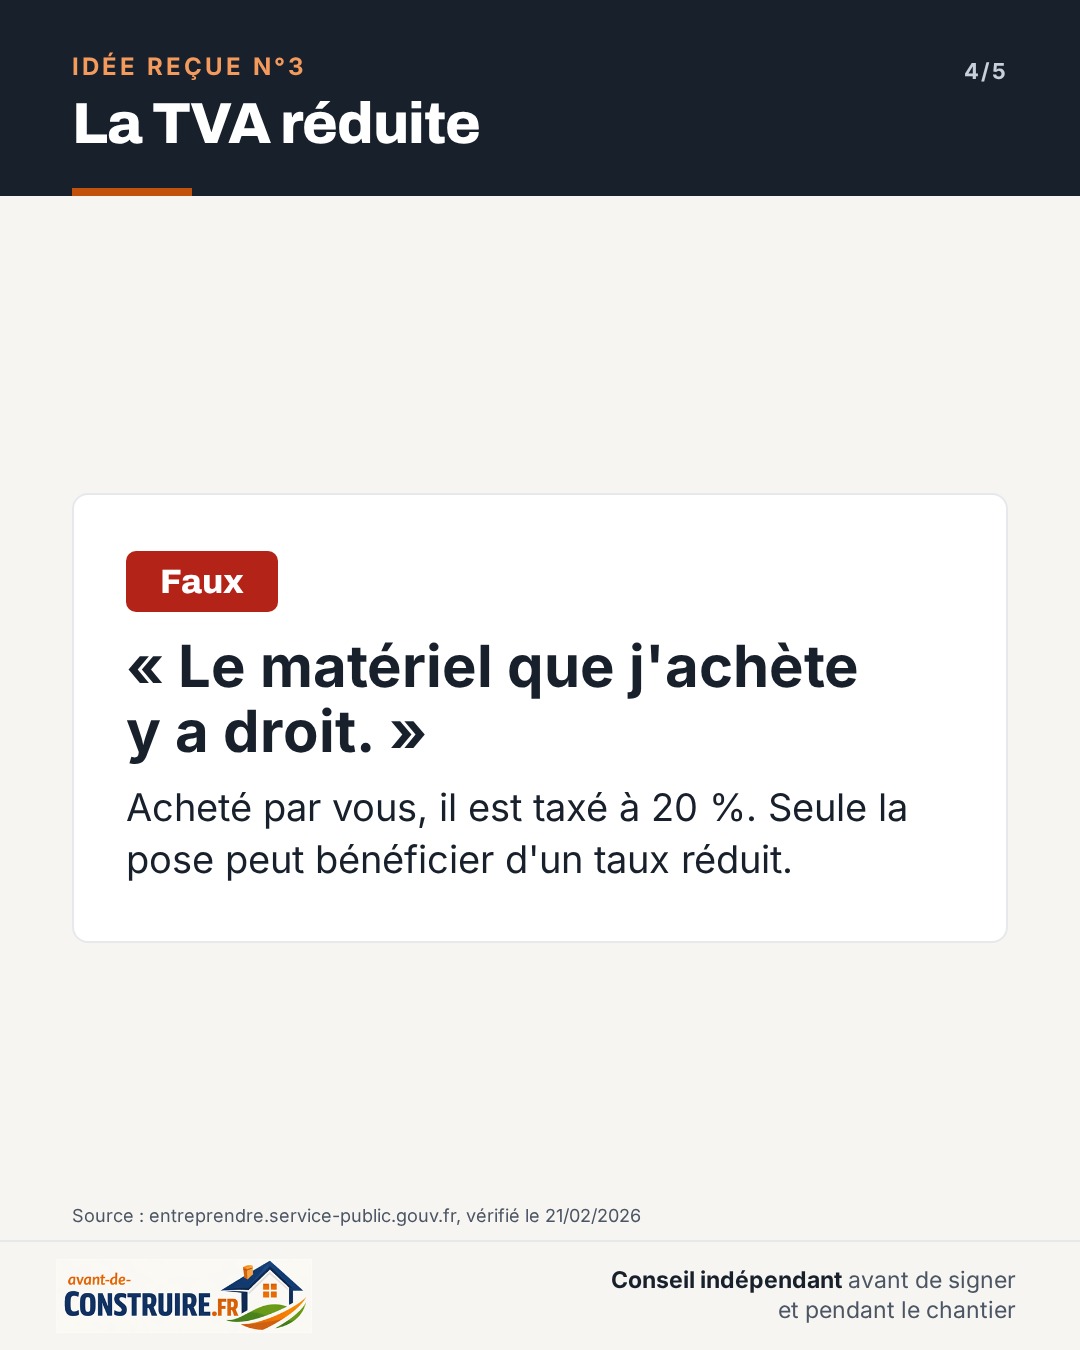 IDÉE REÇUE N°3
4/5
La TVA réduite
Faux
« Le matériel que j'achète
y a droit. »
Acheté par vous, il est taxé à 20 %. Seule la
pose peut bénéficier d'un taux réduit.
Source : entreprendre.service-public.gouv.fr, vérifié le 21/02/2026
avant-de-
CONSTRUIRE.FR
Conseil indépendant avant de signer
et pendant le chantier